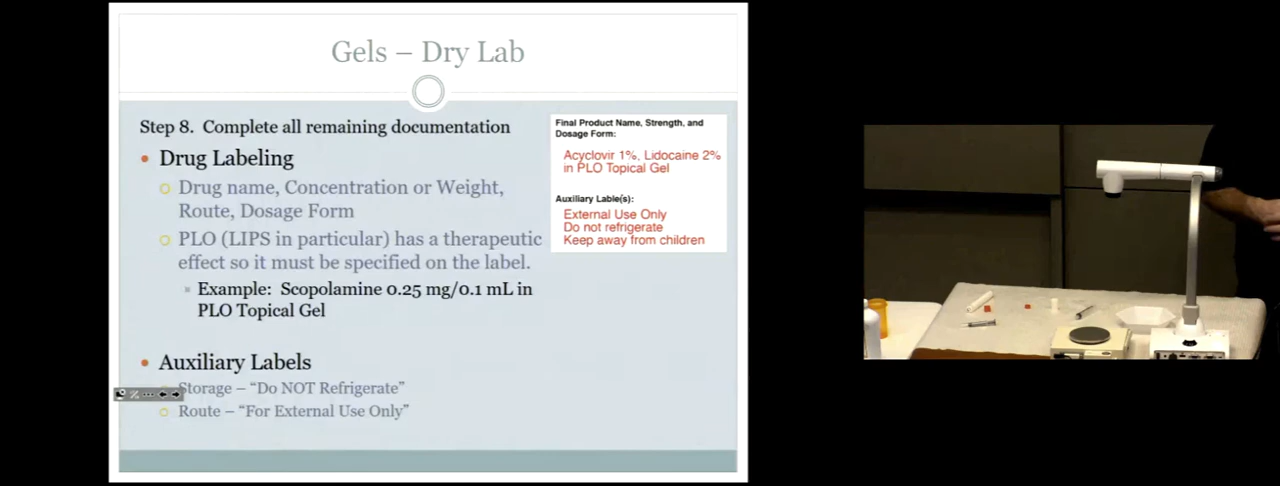 Gels – Dry Lab
Step 8. Complete all remaining documentation
Drug Labeling
Drug name, Concentration or Weight,
Route, Dosage Form
PLO (LIPS in particular) has a therapeutic
effect so it must be specified on the label.
Example: Scopolamine 0.25 mg/0.1 mL in
PLO Topical Gel
Auxiliary Labels
Storage – “Do NOT Refrigerate”
Route – “For External Use Only”
Final Product Name, Strength, and
Dosage Form:
Acyclovir 1%, Lidocaine 2%
in PLO Topical Gel
Auxiliary Lable(s):
External Use Only
Do not refrigerate
Keep away from children